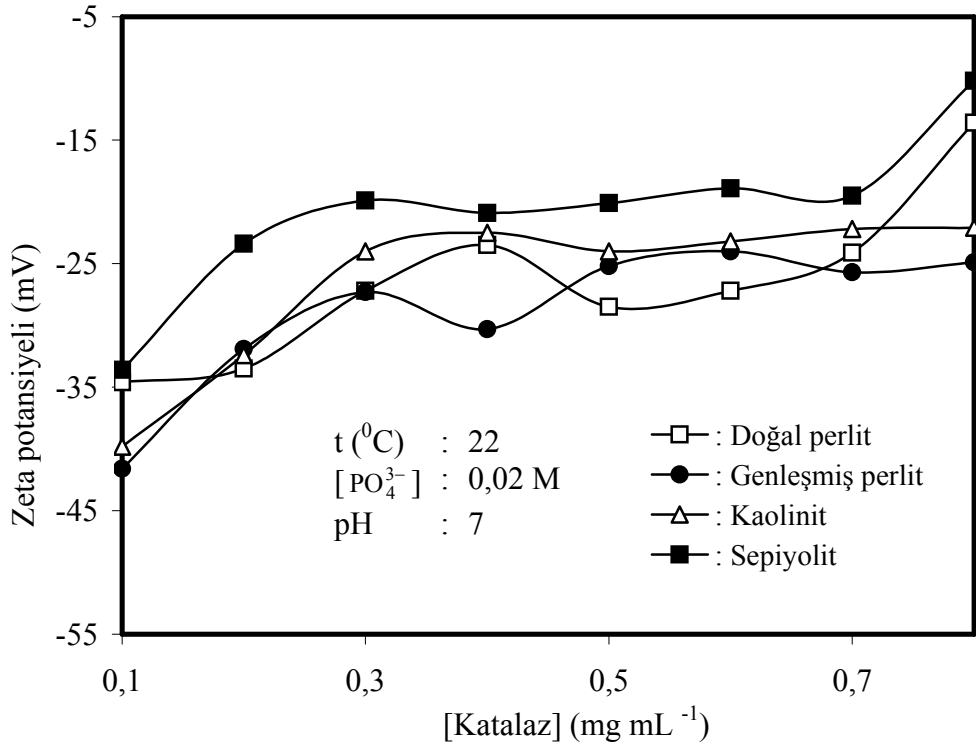 -5
-15
-25
-35
-45
-55
Zeta potansiyeli (mV)
t (⁰C) : 22
[PO₄³⁻] : 0,02 M
pH : 7
: Doğal perlit
: Genleşmiş perlit
: Kaolinit
: Sepiyolit
0,1 0,3 0,5 0,7
[Katalaz] (mg mL ⁻¹)